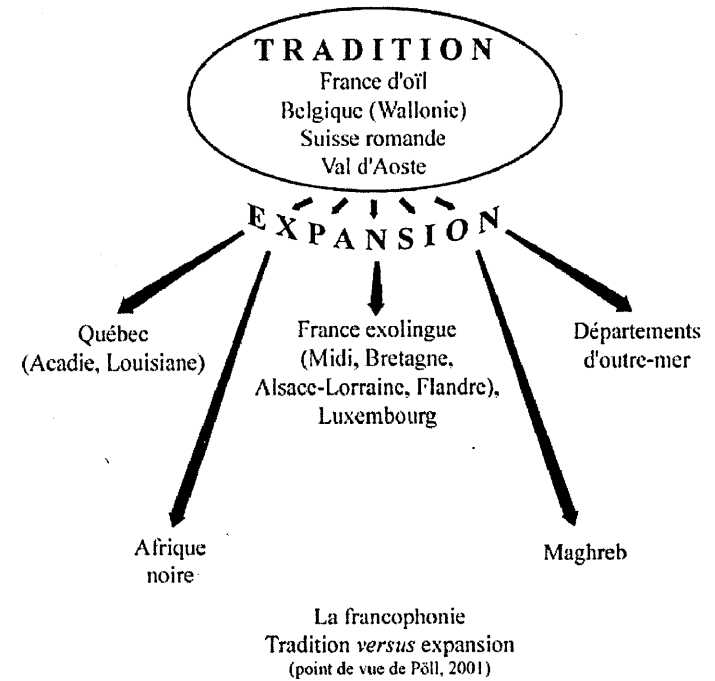 TRADITION
France d'oïl
Belgique (Wallonie)
Suisse romande
Val d'Aoste
EXPANSION
Québec
(Acadie, Louisiane)
France exolingue
(Midi, Bretagne,
Alsace-Lorraine, Flandre),
Luxembourg
Départements
d'outre-mer
Afrique
noire
Maghreb
La francophonie
Tradition versus expansion
(point de vue de Pöll, 2001)